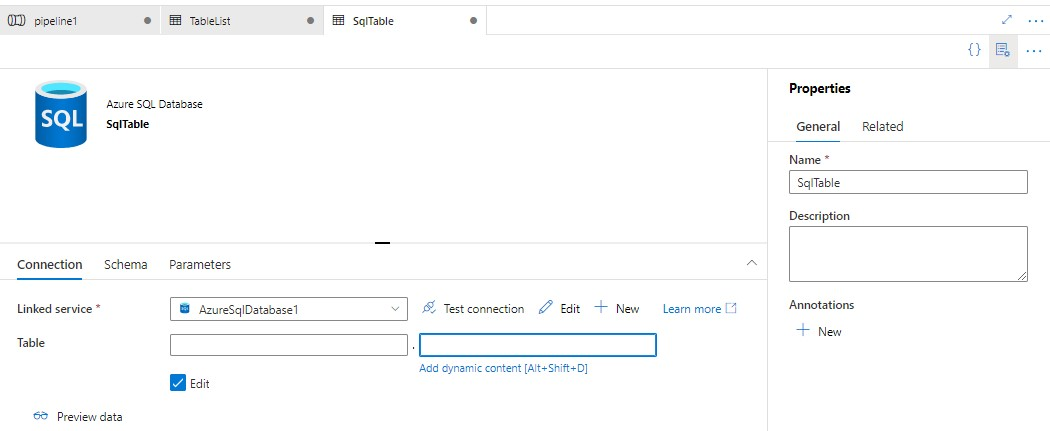 pipeline1
TableList
SqlTable
SQL
Azure SQL Database
SqlTable
Properties
General Related
Name *
SqlTable
Description
Annotations
New
Connection Schema Parameters
Linked service *
AzureSqlDatabase1
Test connection Edit New Learn more
Table
.
Add dynamic content [Alt+Shift+D]
Edit
Preview data